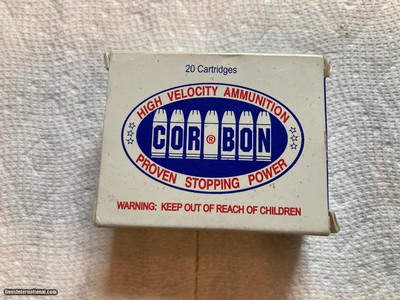 20 Cartridges
HIGH VELOCITY AMMUNITION
COR®BON
PROVEN STOPPING POWER
WARNING: KEEP OUT OF REACH OF CHILDREN
GunsInternational.com